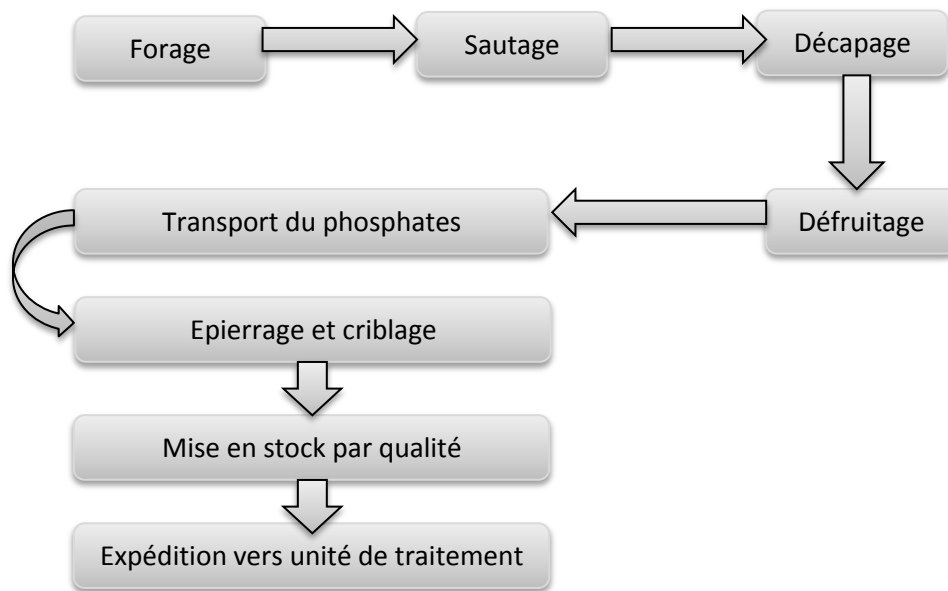 Forage
Sautage
Décapage
Défruitage
Transport du phosphates
Epierrage et criblage
Mise en stock par qualité
Expédition vers unité de traitement